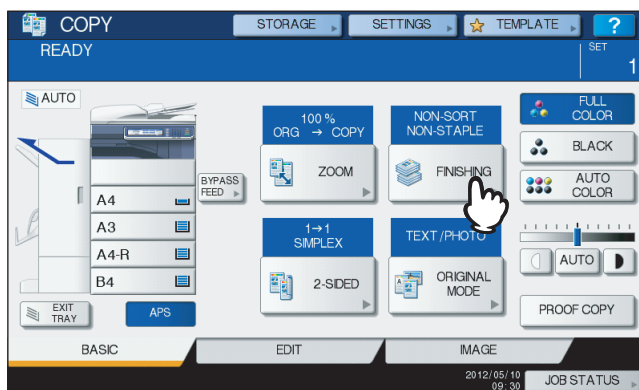 COPY
STORAGE
SETTINGS
TEMPLATE
?
READY
SET
1
AUTO
100 %
ORG → COPY
NON-SORT
NON-STAPLE
FULL
COLOR
ZOOM
FINISHING
BLACK
BYPASS
FEED
AUTO
COLOR
A4
A3
A4-R
B4
1→1
SIMPLEX
TEXT/PHOTO
2-SIDED
ORIGINAL
MODE
AUTO
EXIT
TRAY
APS
PROOF COPY
BASIC
EDIT
IMAGE
2012/05/10
09:30
JOB STATUS